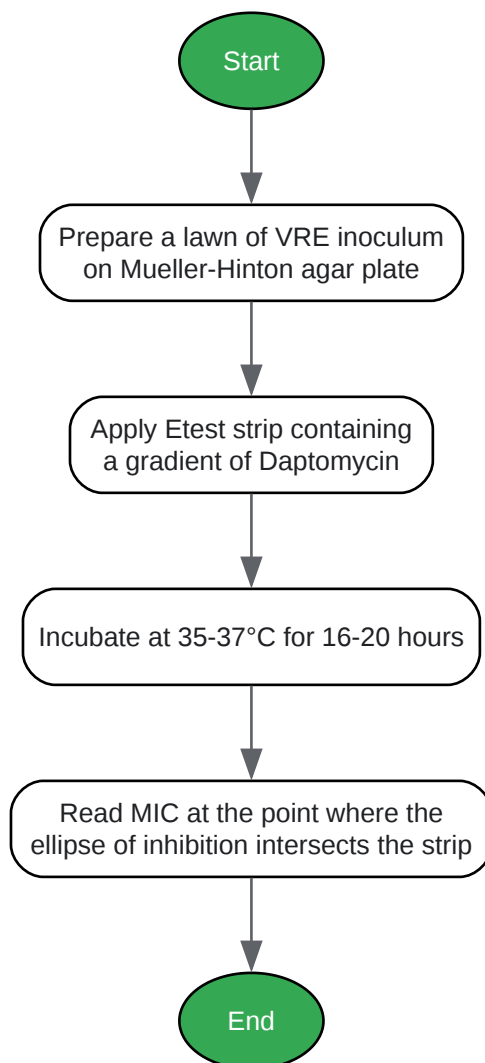 Start
Prepare a lawn of VRE inoculum
on Mueller-Hinton agar plate
Apply Etest strip containing
a gradient of Daptomycin
Incubate at 35-37°C for 16-20 hours
Read MIC at the point where the
ellipse of inhibition intersects the strip
End